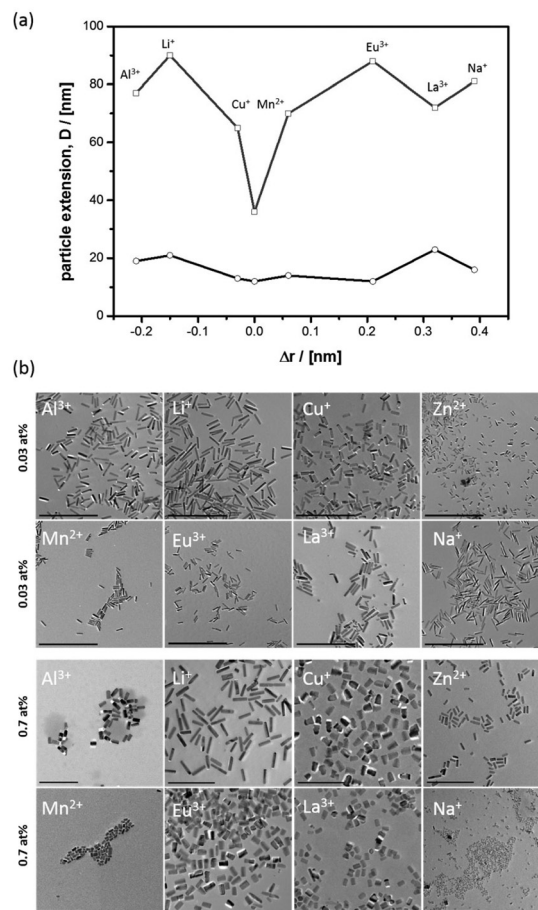 (a)
100
80
60
40
20
0
particle extension, D / [nm]
Al³⁺
Li⁺
Cu⁺
Mn²⁺
Eu³⁺
La³⁺
Na⁺
-0.2 -0.1 0.0 0.1 0.2 0.3 0.4
Δr / [nm]
(b)
0.03 at%
Al³⁺ Li⁺ Cu⁺ Zn²⁺
0.03 at%
Mn²⁺ Eu³⁺ La³⁺ Na⁺
0.7 at%
Al³⁺ Li⁺ Cu⁺ Zn²⁺
0.7 at%
Mn²⁺ Eu³⁺ La³⁺ Na⁺